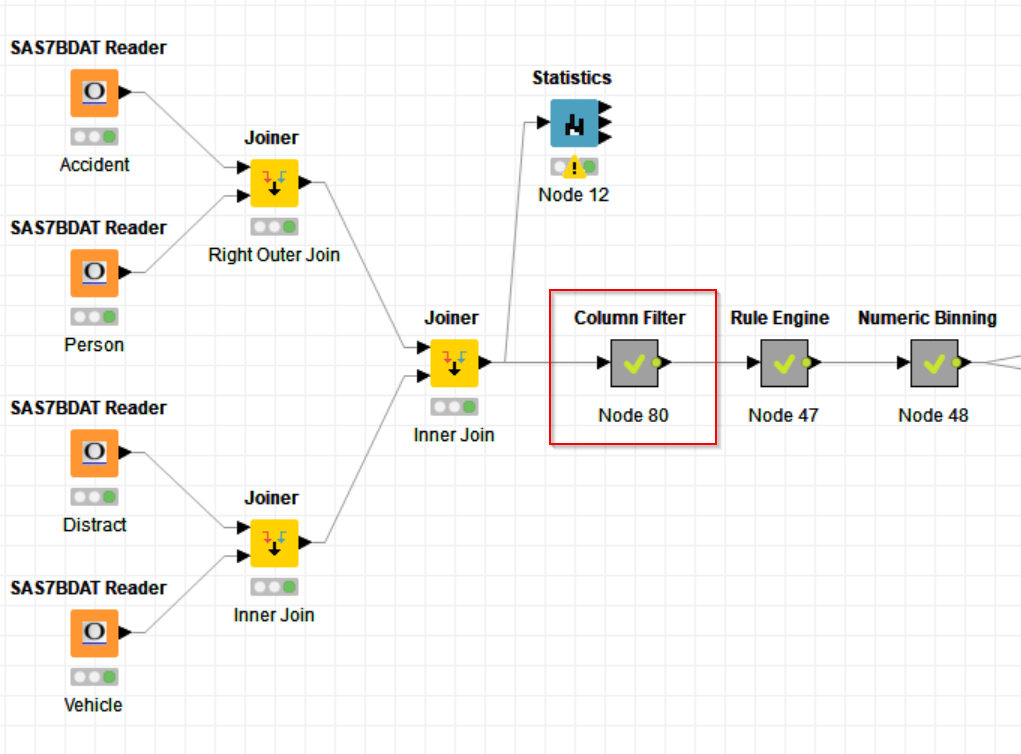 SAS7BDAT Reader
Accident
SAS7BDAT Reader
Person
Joiner
Right Outer Join
SAS7BDAT Reader
Distract
SAS7BDAT Reader
Vehicle
Joiner
Inner Join
Joiner
Inner Join
Statistics
Node 12
Column Filter
Node 80
Rule Engine
Node 47
Numeric Binning
Node 48